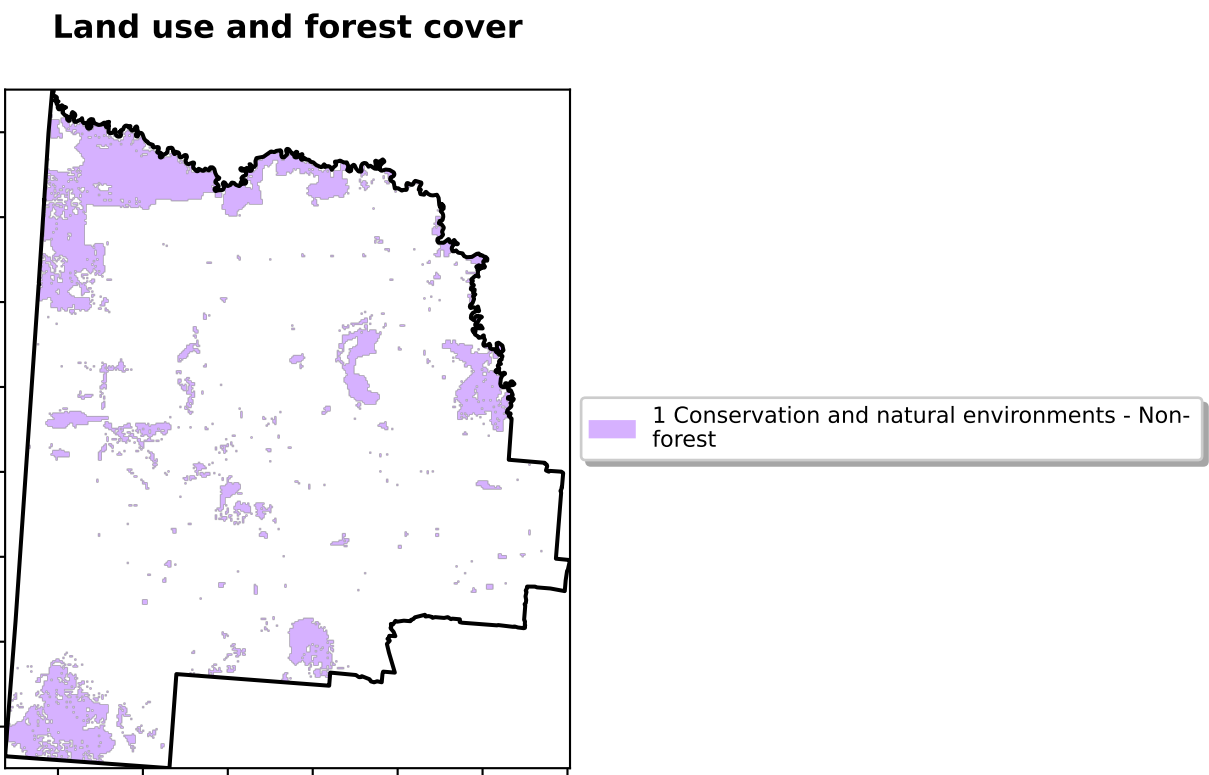 Land use and forest cover
1 Conservation and natural environments - Non-
forest